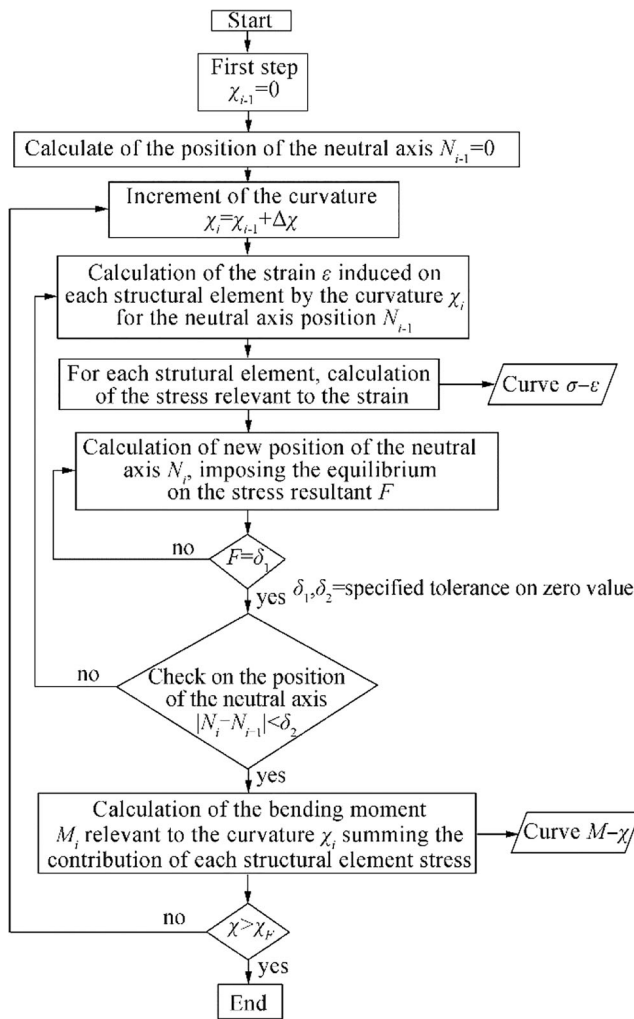 Start
First step
χᵢ₋₁=0
Calculate of the position of the neutral axis Nᵢ₋₁=0
Increment of the curvature
χᵢ=χᵢ₋₁+Δχ
Calculation of the strain ε induced on
each structural element by the curvature χᵢ
for the neutral axis position Nᵢ₋₁
For each strutural element, calculation
of the stress relevant to the strain
Curve σ–ε
Calculation of new position of the neutral
axis Nᵢ, imposing the equilibrium
on the stress resultant F
no
F=δ₁
yes
δ₁,δ₂=specified tolerance on zero value
no
Check on the position
of the neutral axis
|Nᵢ–Nᵢ₋₁|<δ₂
yes
Calculation of the bending moment
Mᵢ relevant to the curvature χᵢ summing the
contribution of each structural element stress
Curve M–χ
no
χ>χ_F
yes
End